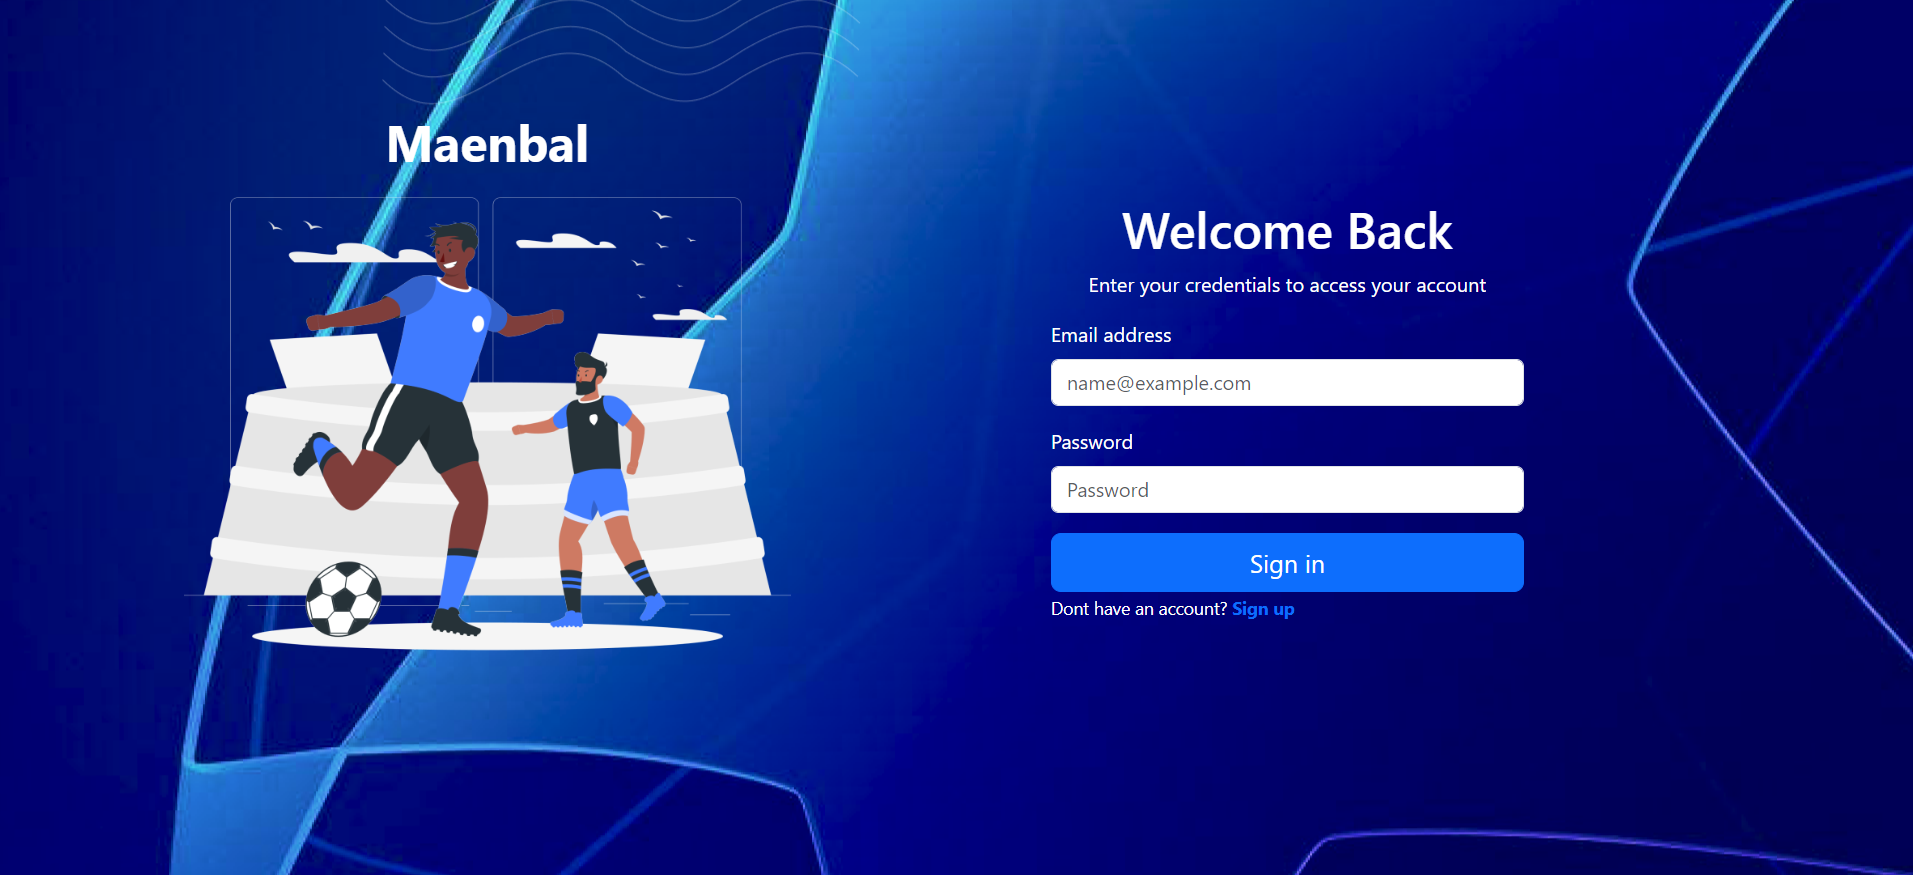 Maenbal
Welcome Back
Enter your credentials to access your account
Email address
name@example.com
Password
Password
Sign in
Dont have an account? Sign up